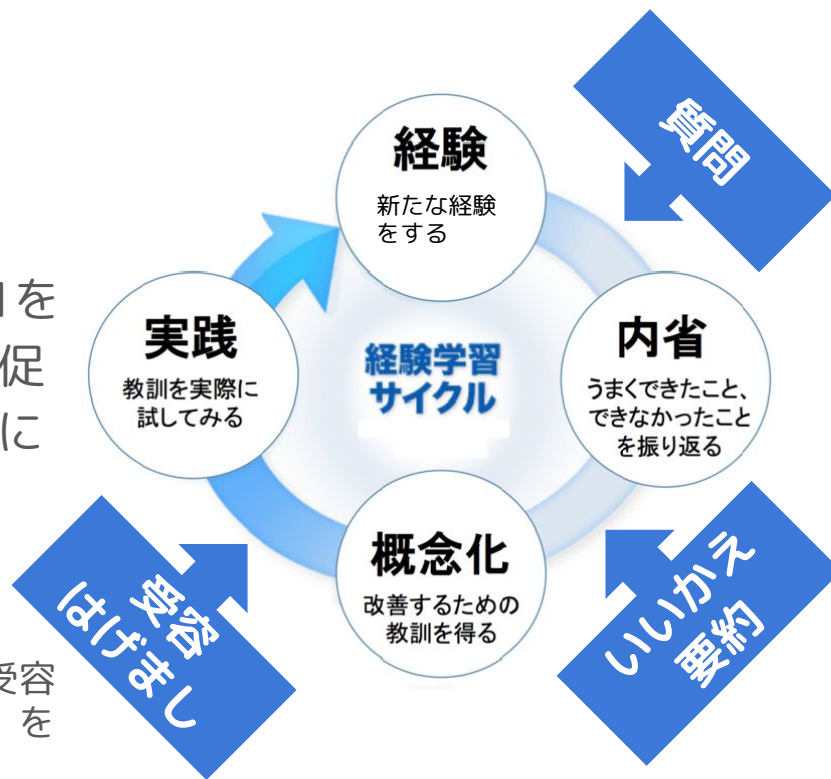 質問
経験
新たな経験
をする
を
促
に
実践
教訓を実際に
試してみる
経験学習
サイクル
内省
うまくできたこと、
できなかったこと
を振り返る
概念化
改善するための
教訓を得る
受容
はげまし
いいかえ
要約
受容
を